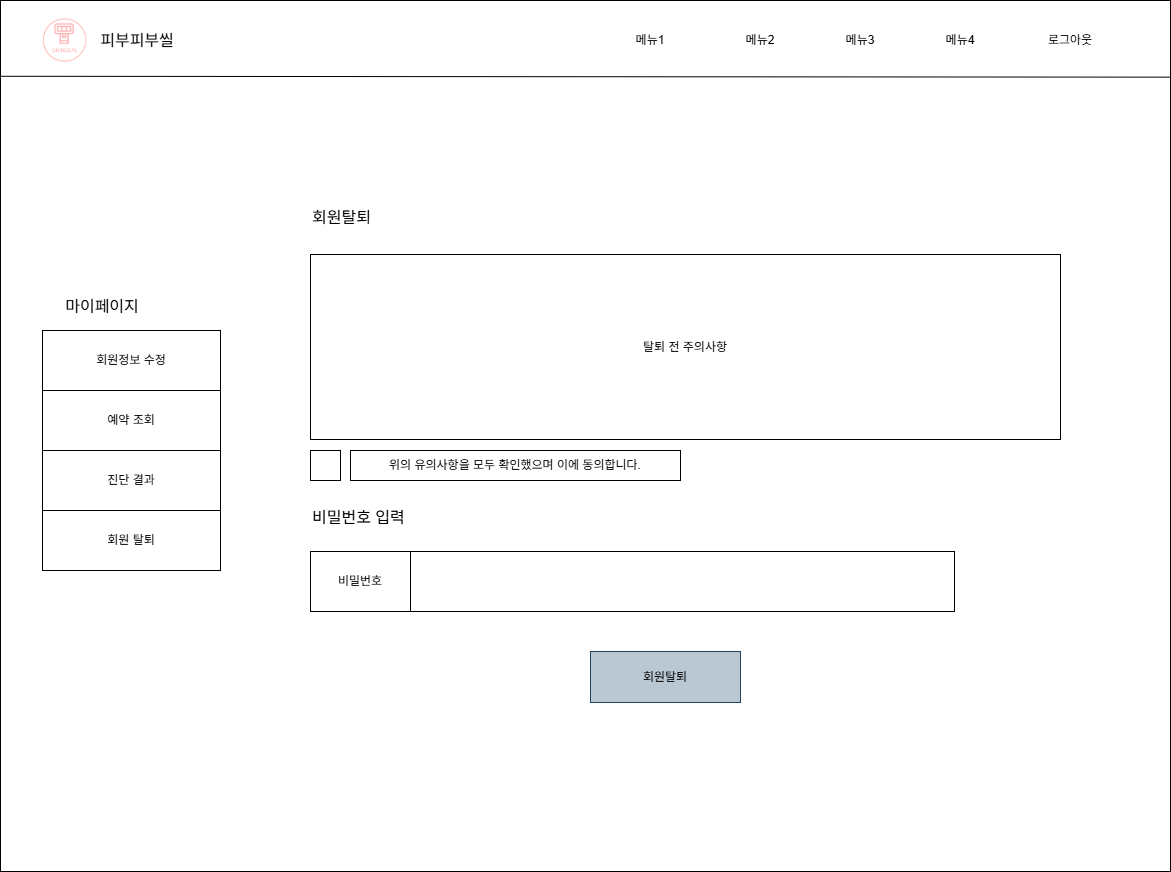 피부피부씰
메뉴1
메뉴2
메뉴3
메뉴4
로그아웃
회원탈퇴
탈퇴 전 주의사항
마이페이지
회원정보 수정
예약 조회
진단 결과
회원 탈퇴
위의 유의사항을 모두 확인했으며 이에 동의합니다.
비밀번호 입력
비밀번호
회원탈퇴